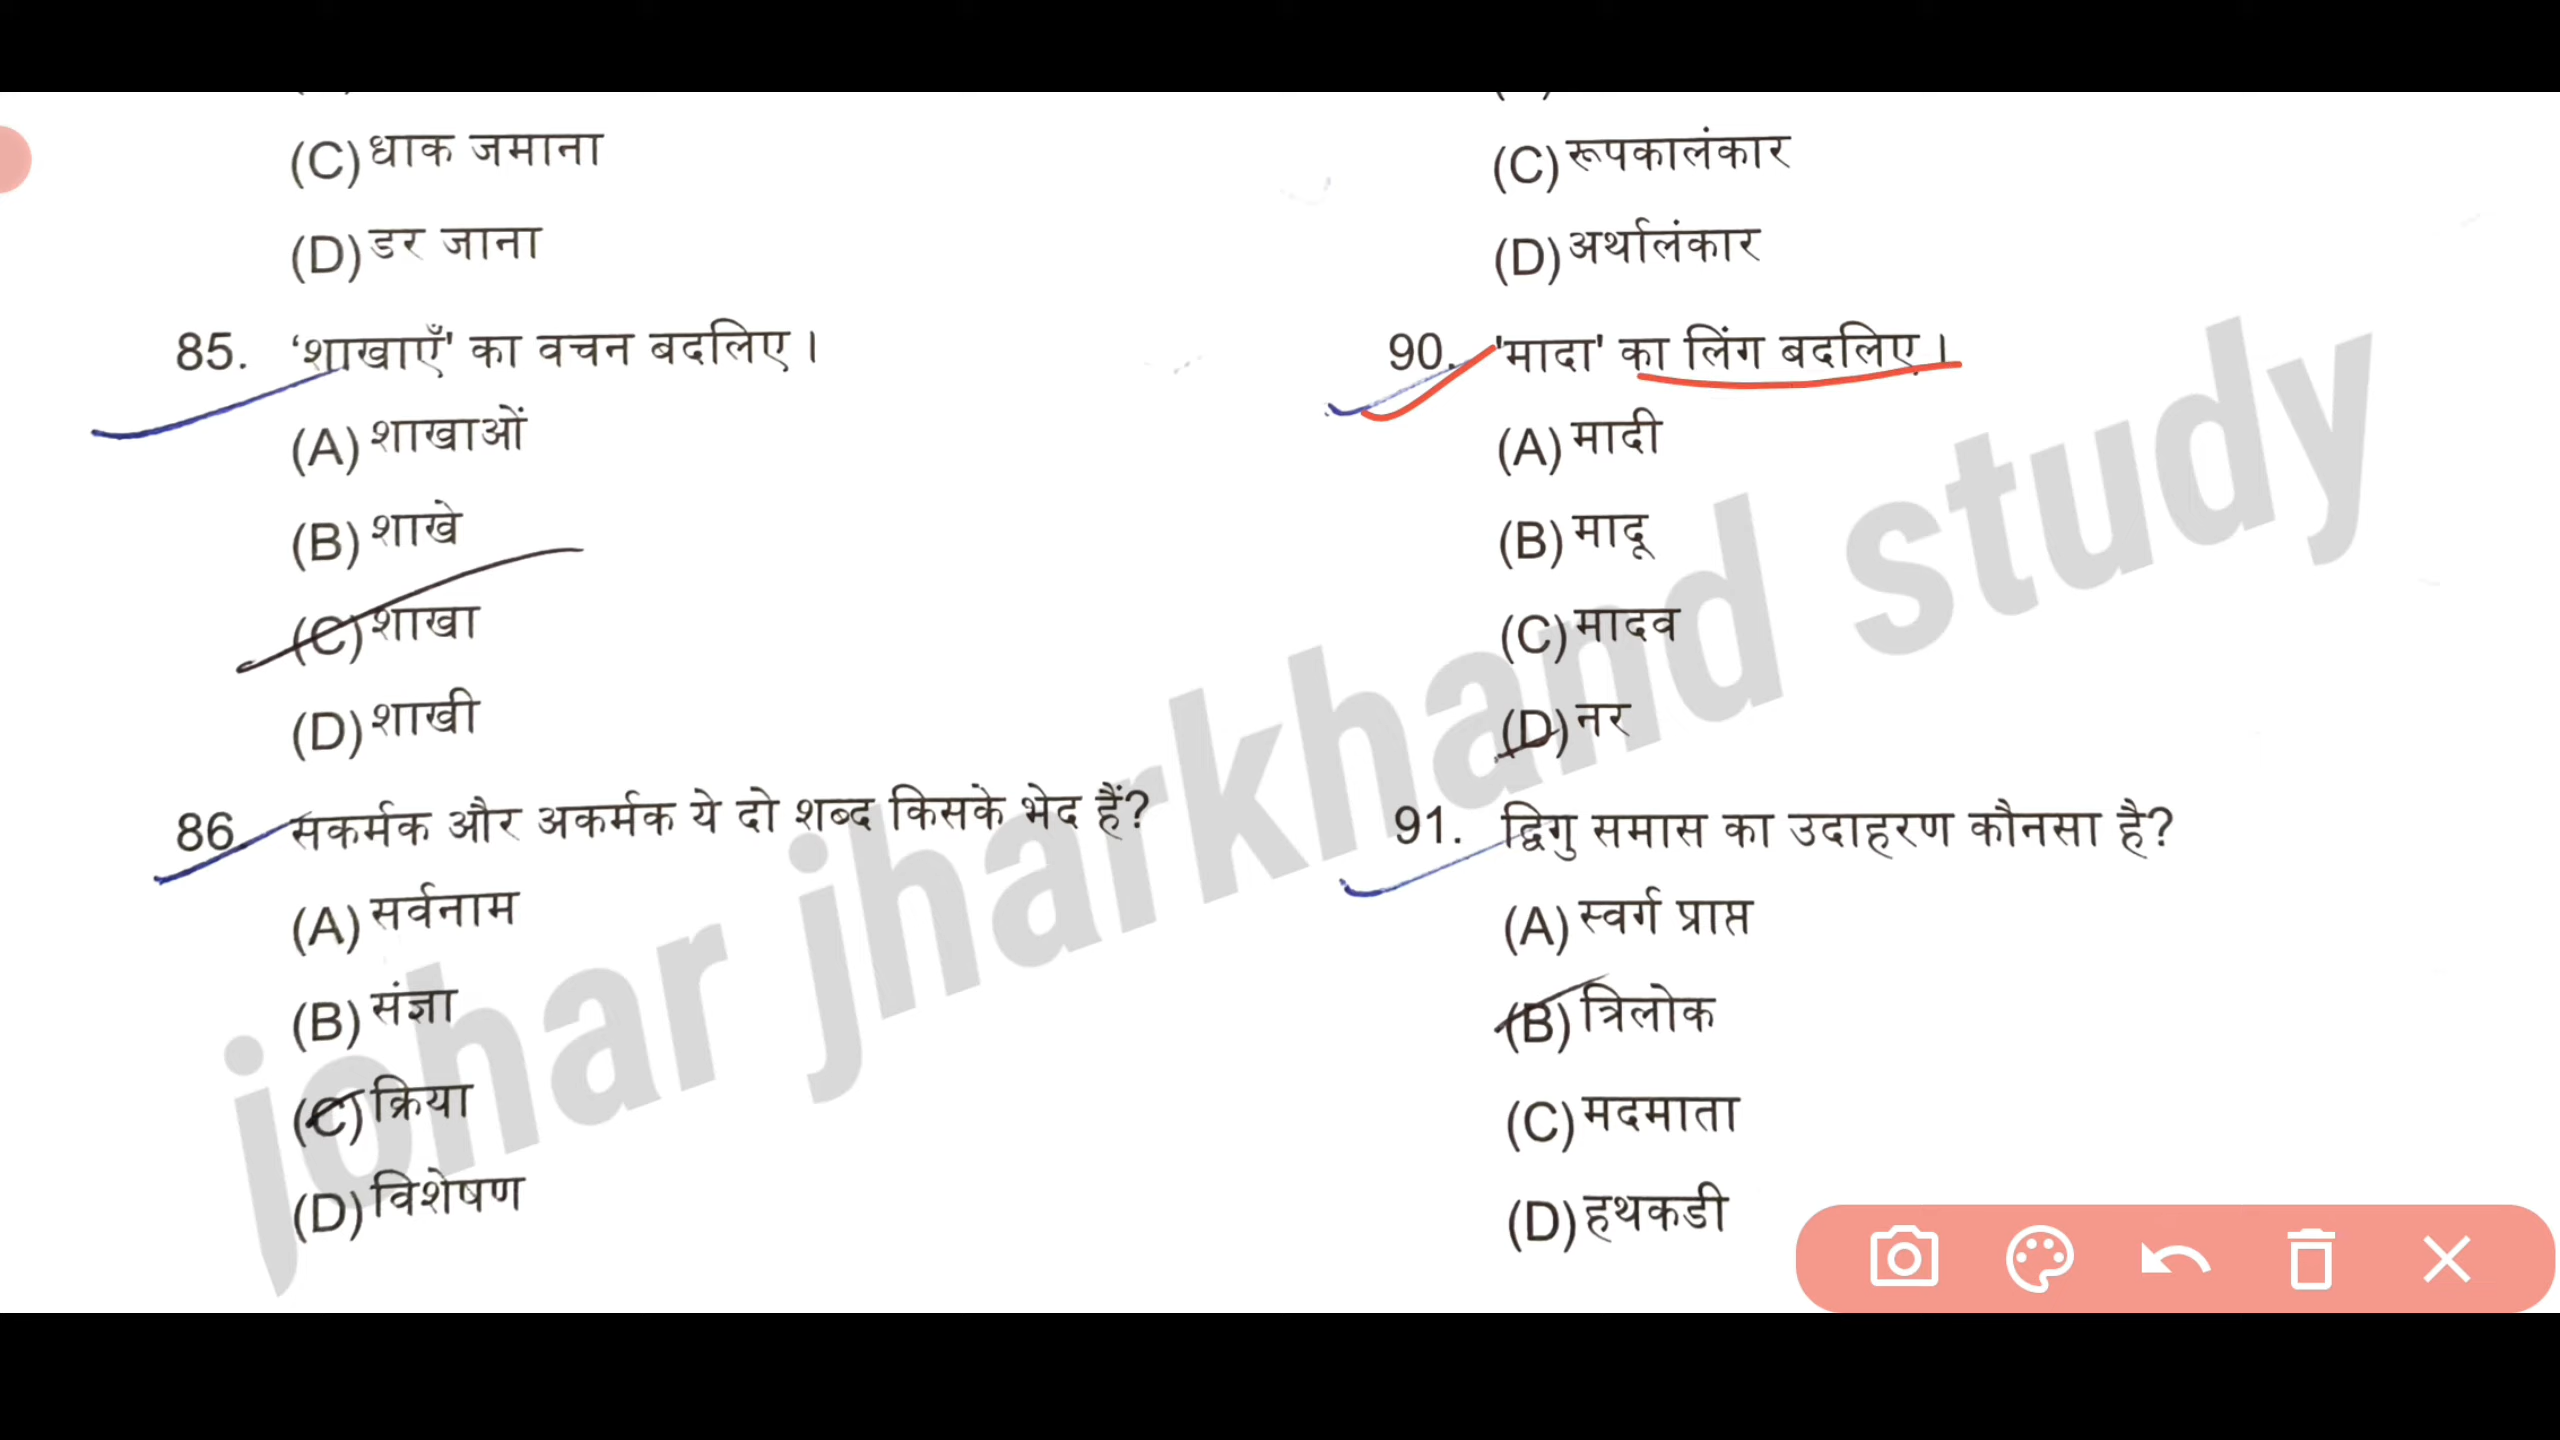 (C) धाक जमाना
(D) डर जाना
85. 'शाखाएँ' का वचन बदलिए।
(A) शाखाओं
(B) शाखे
(C) शाखा
(D) शाखी
86. सकर्मक और अकर्मक ये दो शब्द किसके भेद हैं?
(A) सर्वनाम
(B) संज्ञा
(C) क्रिया
(D) विशेषण
(C) रूपकालंकार
(D) अर्थालंकार
90. 'मादा' का लिंग बदलिए।
(A) मादी
(B) मादू
(C) मादव
(D) नर
91. द्विगु समास का उदाहरण कौनसा है?
(A) स्वर्ग प्राप्त
(B) त्रिलोक
(C) मदमाता
(D) हथकडी
johar jharkhand study